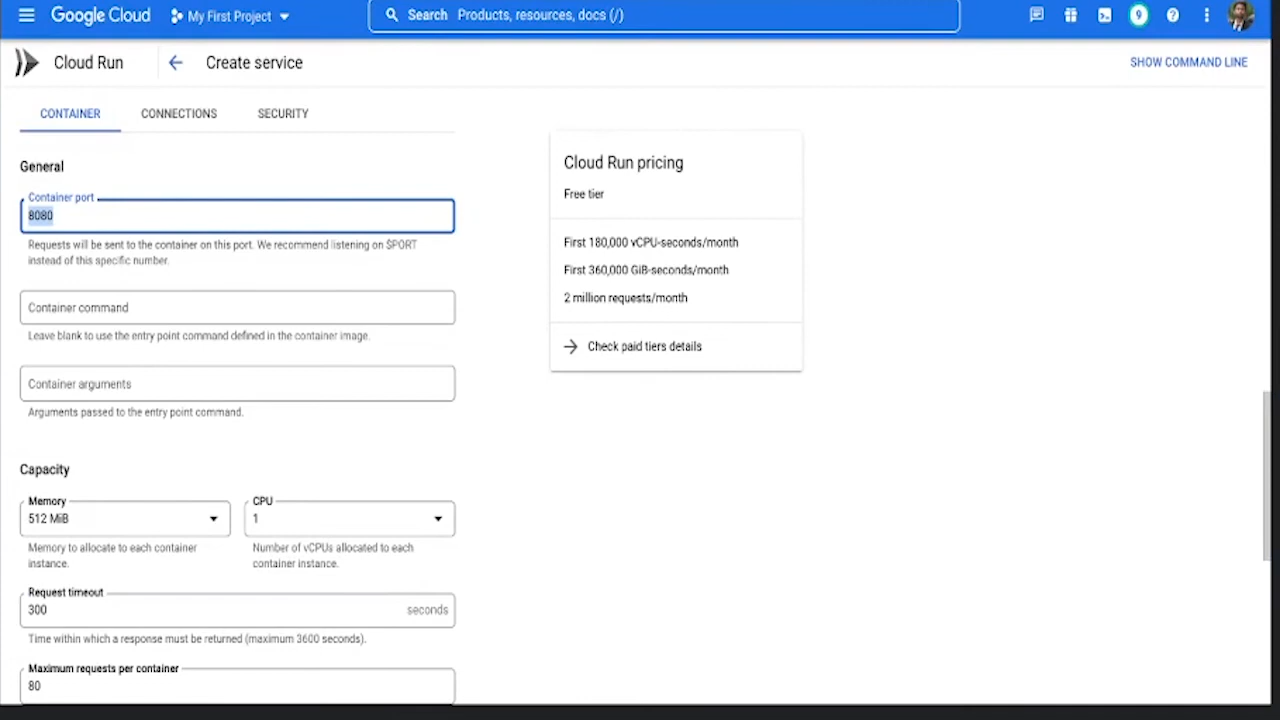 Google Cloud
My First Project
Search Products, resources, docs (/)
9
Cloud Run
Create service
SHOW COMMAND LINE
CONTAINER
CONNECTIONS
SECURITY
General
Container port
8080
Requests will be sent to the container on this port. We recommend listening on $PORT
instead of this specific number.
Container command
Leave blank to use the entry point command defined in the container image.
Container arguments
Arguments passed to the entry point command.
Capacity
Memory
512 MiB
Memory to allocate to each container
instance.
CPU
1
Number of vCPUs allocated to each
container instance.
Request timeout
300
seconds
Time within which a response must be returned (maximum 3600 seconds).
Maximum requests per container
80
Cloud Run pricing
Free tier
First 180,000 vCPU-seconds/month
First 360,000 GiB-seconds/month
2 million requests/month
Check paid tiers details